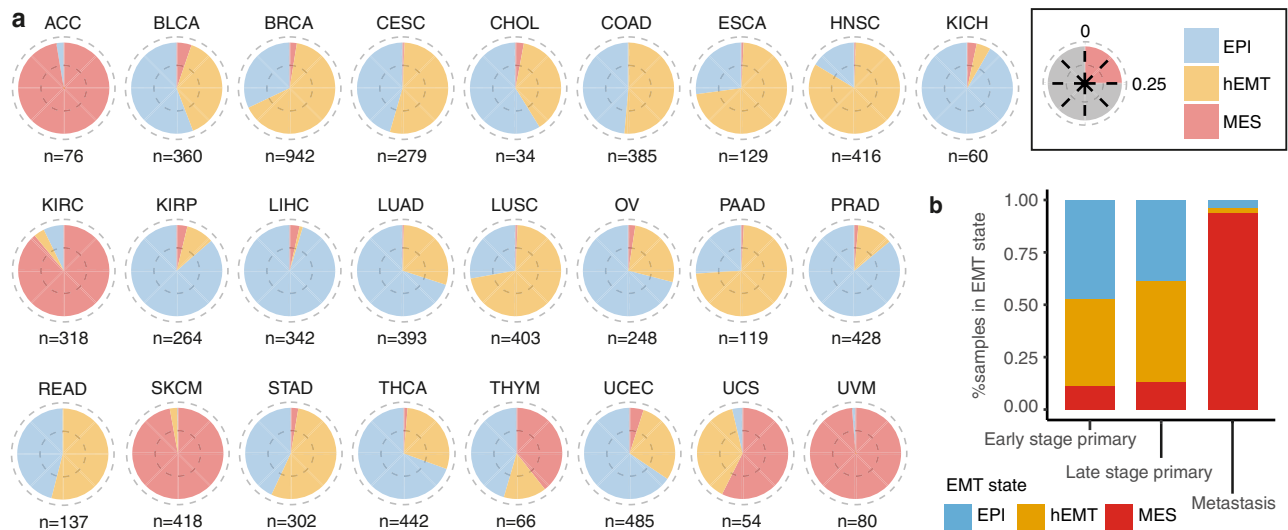 a
ACC BLCA BRCA CESC CHOL COAD ESCA HNSC KICH
n=76 n=360 n=942 n=279 n=34 n=385 n=129 n=416 n=60
0
0.25
EPI
hEMT
MES
KIRC KIRP LIHC LUAD LUSC OV PAAD PRAD
n=318 n=264 n=342 n=393 n=403 n=248 n=119 n=428
READ SKCM STAD THCA THYM UCEC UCS UVM
n=137 n=418 n=302 n=442 n=66 n=485 n=54 n=80
b
%samples in EMT state
1.00
0.75
0.50
0.25
0.00
Early stage primary
Late stage primary
Metastasis
EMT state
EPI hEMT MES